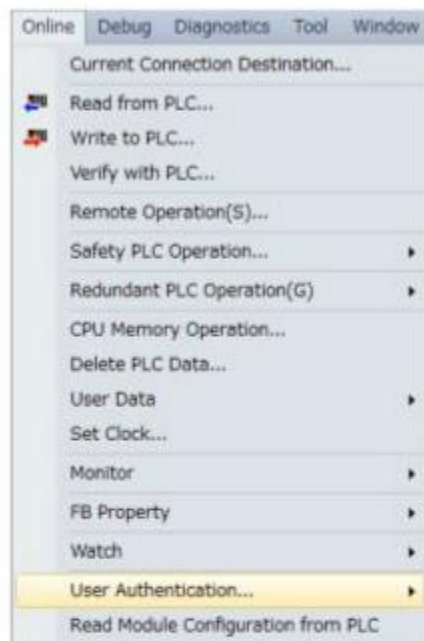 Online Debug Diagnostics Tool Window
Current Connection Destination...
Read from PLC...
Write to PLC...
Verify with PLC...
Remote Operation(S)...
Safety PLC Operation...
Redundant PLC Operation(G)
CPU Memory Operation...
Delete PLC Data...
User Data
Set Clock...
Monitor
FB Property
Watch
User Authentication...
Read Module Configuration from PLC